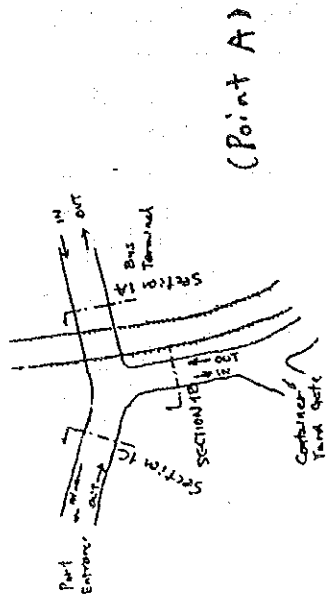 (Point A)
IN
OUT
Bus
Terminal
Section 1A
OUT
IN
SECTION 1B
Section 1C
IN
OUT
Port
Entrance
Container
Yard Gate